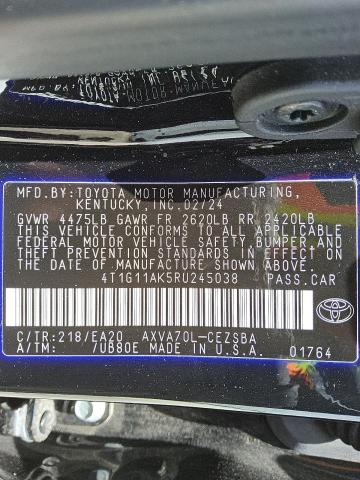 MFD.BY:TOYOTA MOTOR MANUFACTURING,
KENTUCKY,INC.02/24
GVWR 4475LB GAWR FR 2620LB RR 2420LB
THIS VEHICLE CONFORMS TO ALL APPLICABLE
FEDERAL MOTOR VEHICLE SAFETY,BUMPER,AND
THEFT PREVENTION STANDARDS IN EFFECT ON
THE DATE OF MANUFACTURE SHOWN ABOVE.
4T1G11AK5RU245038 PASS.CAR
C/TR:218/EA20 AXVA70L-CEZSBA
A/TM: /UB80E MADE IN U.S.A. 01764
TOYOTA